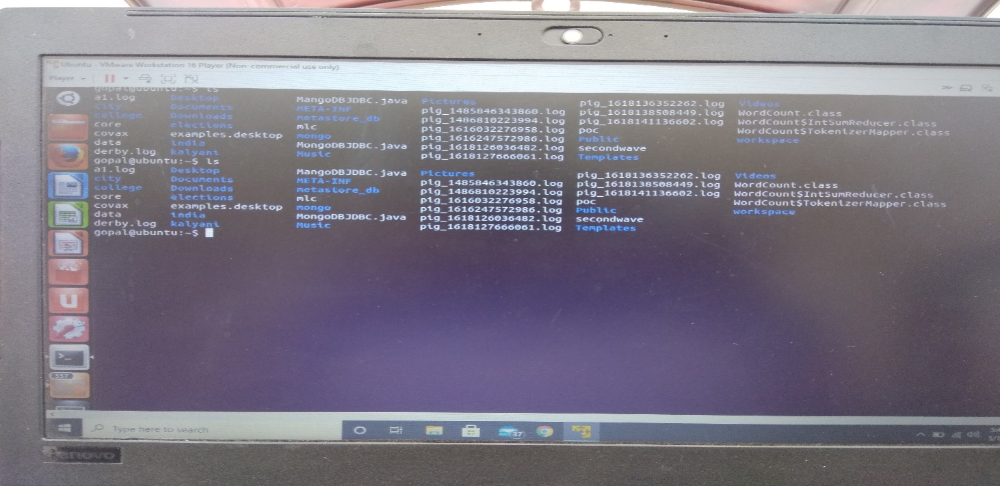 Ubuntu - VMware Workstation 16 Player (Non-commercial use only)
Player
gopal@ubuntu:~$ ls
a1.log Desktop MangoDBJDBC.java Pictures pig_1618136352262.log Videos
city Documents META-INF pig_1485846343860.log pig_1618138508449.log WordCount.class
college Downloads metastore_db pig_1486810223994.log pig_1618141136602.log WordCount$IntSumReducer.class
core elections mlc pig_1616032276958.log poc WordCount$TokenizerMapper.class
covax examples.desktop mongo pig_1616247572986.log Public workspace
data india MongoDBJDBC.java pig_1618126036482.log secondwave
derby.log kalyani Music pig_1618127666061.log Templates
gopal@ubuntu:~$ ls
a1.log Desktop MangoDBJDBC.java Pictures pig_1618136352262.log Videos
city Documents META-INF pig_1485846343860.log pig_1618138508449.log WordCount.class
college Downloads metastore_db pig_1486810223994.log pig_1618141136602.log WordCount$IntSumReducer.class
core elections mlc pig_1616032276958.log poc WordCount$TokenizerMapper.class
covax examples.desktop mongo pig_1616247572986.log Public workspace
data india MongoDBJDBC.java pig_1618126036482.log secondwave
derby.log kalyani Music pig_1618127666061.log Templates
gopal@ubuntu:~$
337
Type here to search
37
lenovo